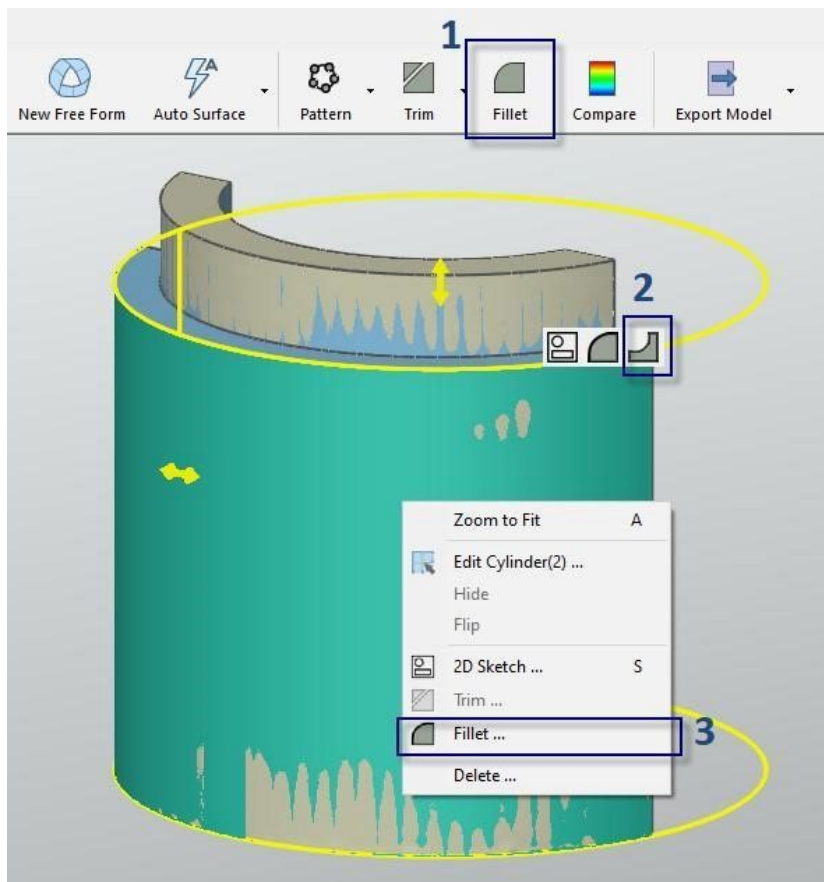 1
New Free Form
Auto Surface
Pattern
Trim
Fillet
Compare
Export Model
2
Zoom to Fit A
Edit Cylinder(2) ...
Hide
Flip
2D Sketch ... S
Trim ...
Fillet ...
3
Delete ...